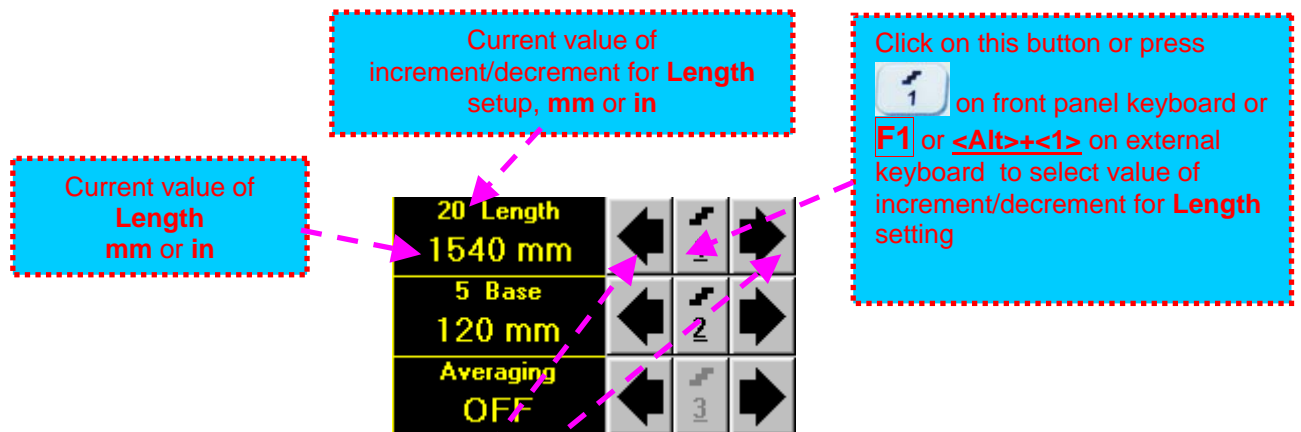 Current value of
increment/decrement for Length
setup, mm or in
Click on this button or press
1 on front panel keyboard or
F1 or <Alt>+<1> on external
keyboard to select value of
increment/decrement for Length
setting
Current value of
Length
mm or in
20 Length
1540 mm
1
5 Base
120 mm
2
Averaging
OFF
3